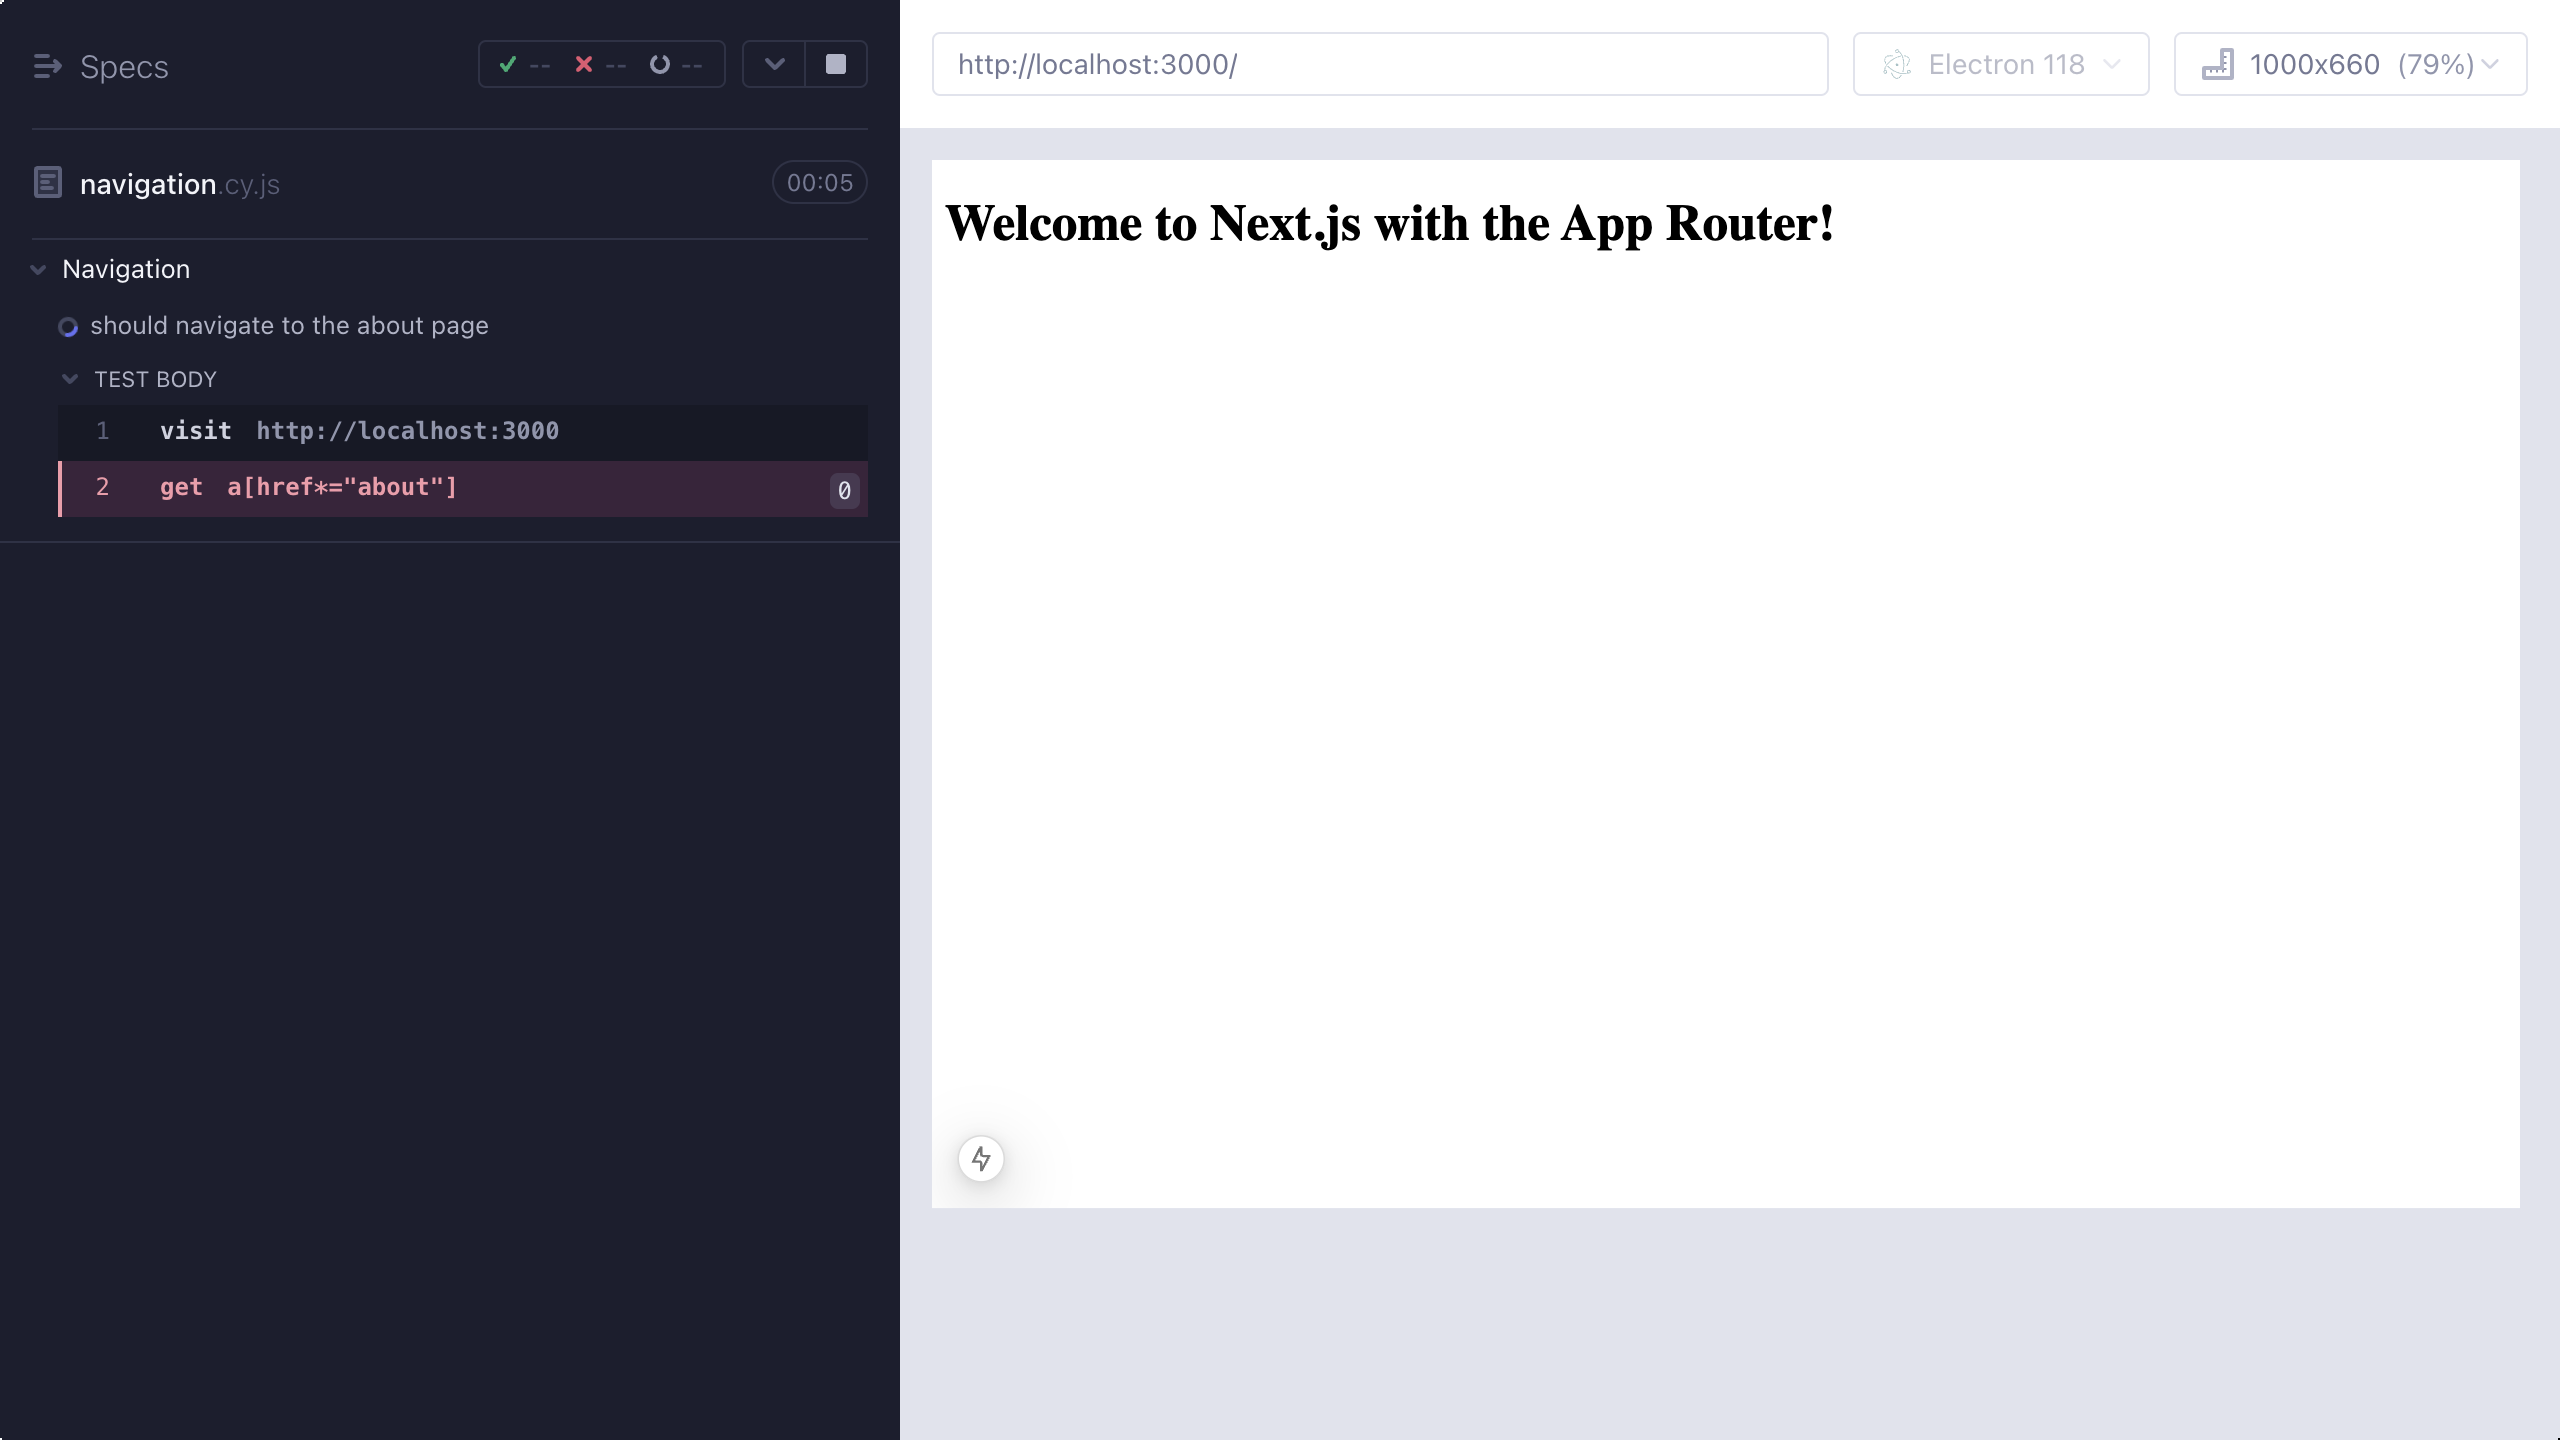 Specs
-- -- --
navigation.cy.js
00:05
Navigation
should navigate to the about page
TEST BODY
1 visit http://localhost:3000
2 get a[href*="about"] 0
http://localhost:3000/
Electron 118
1000x660 (79%)
Welcome to Next.js with the App Router!